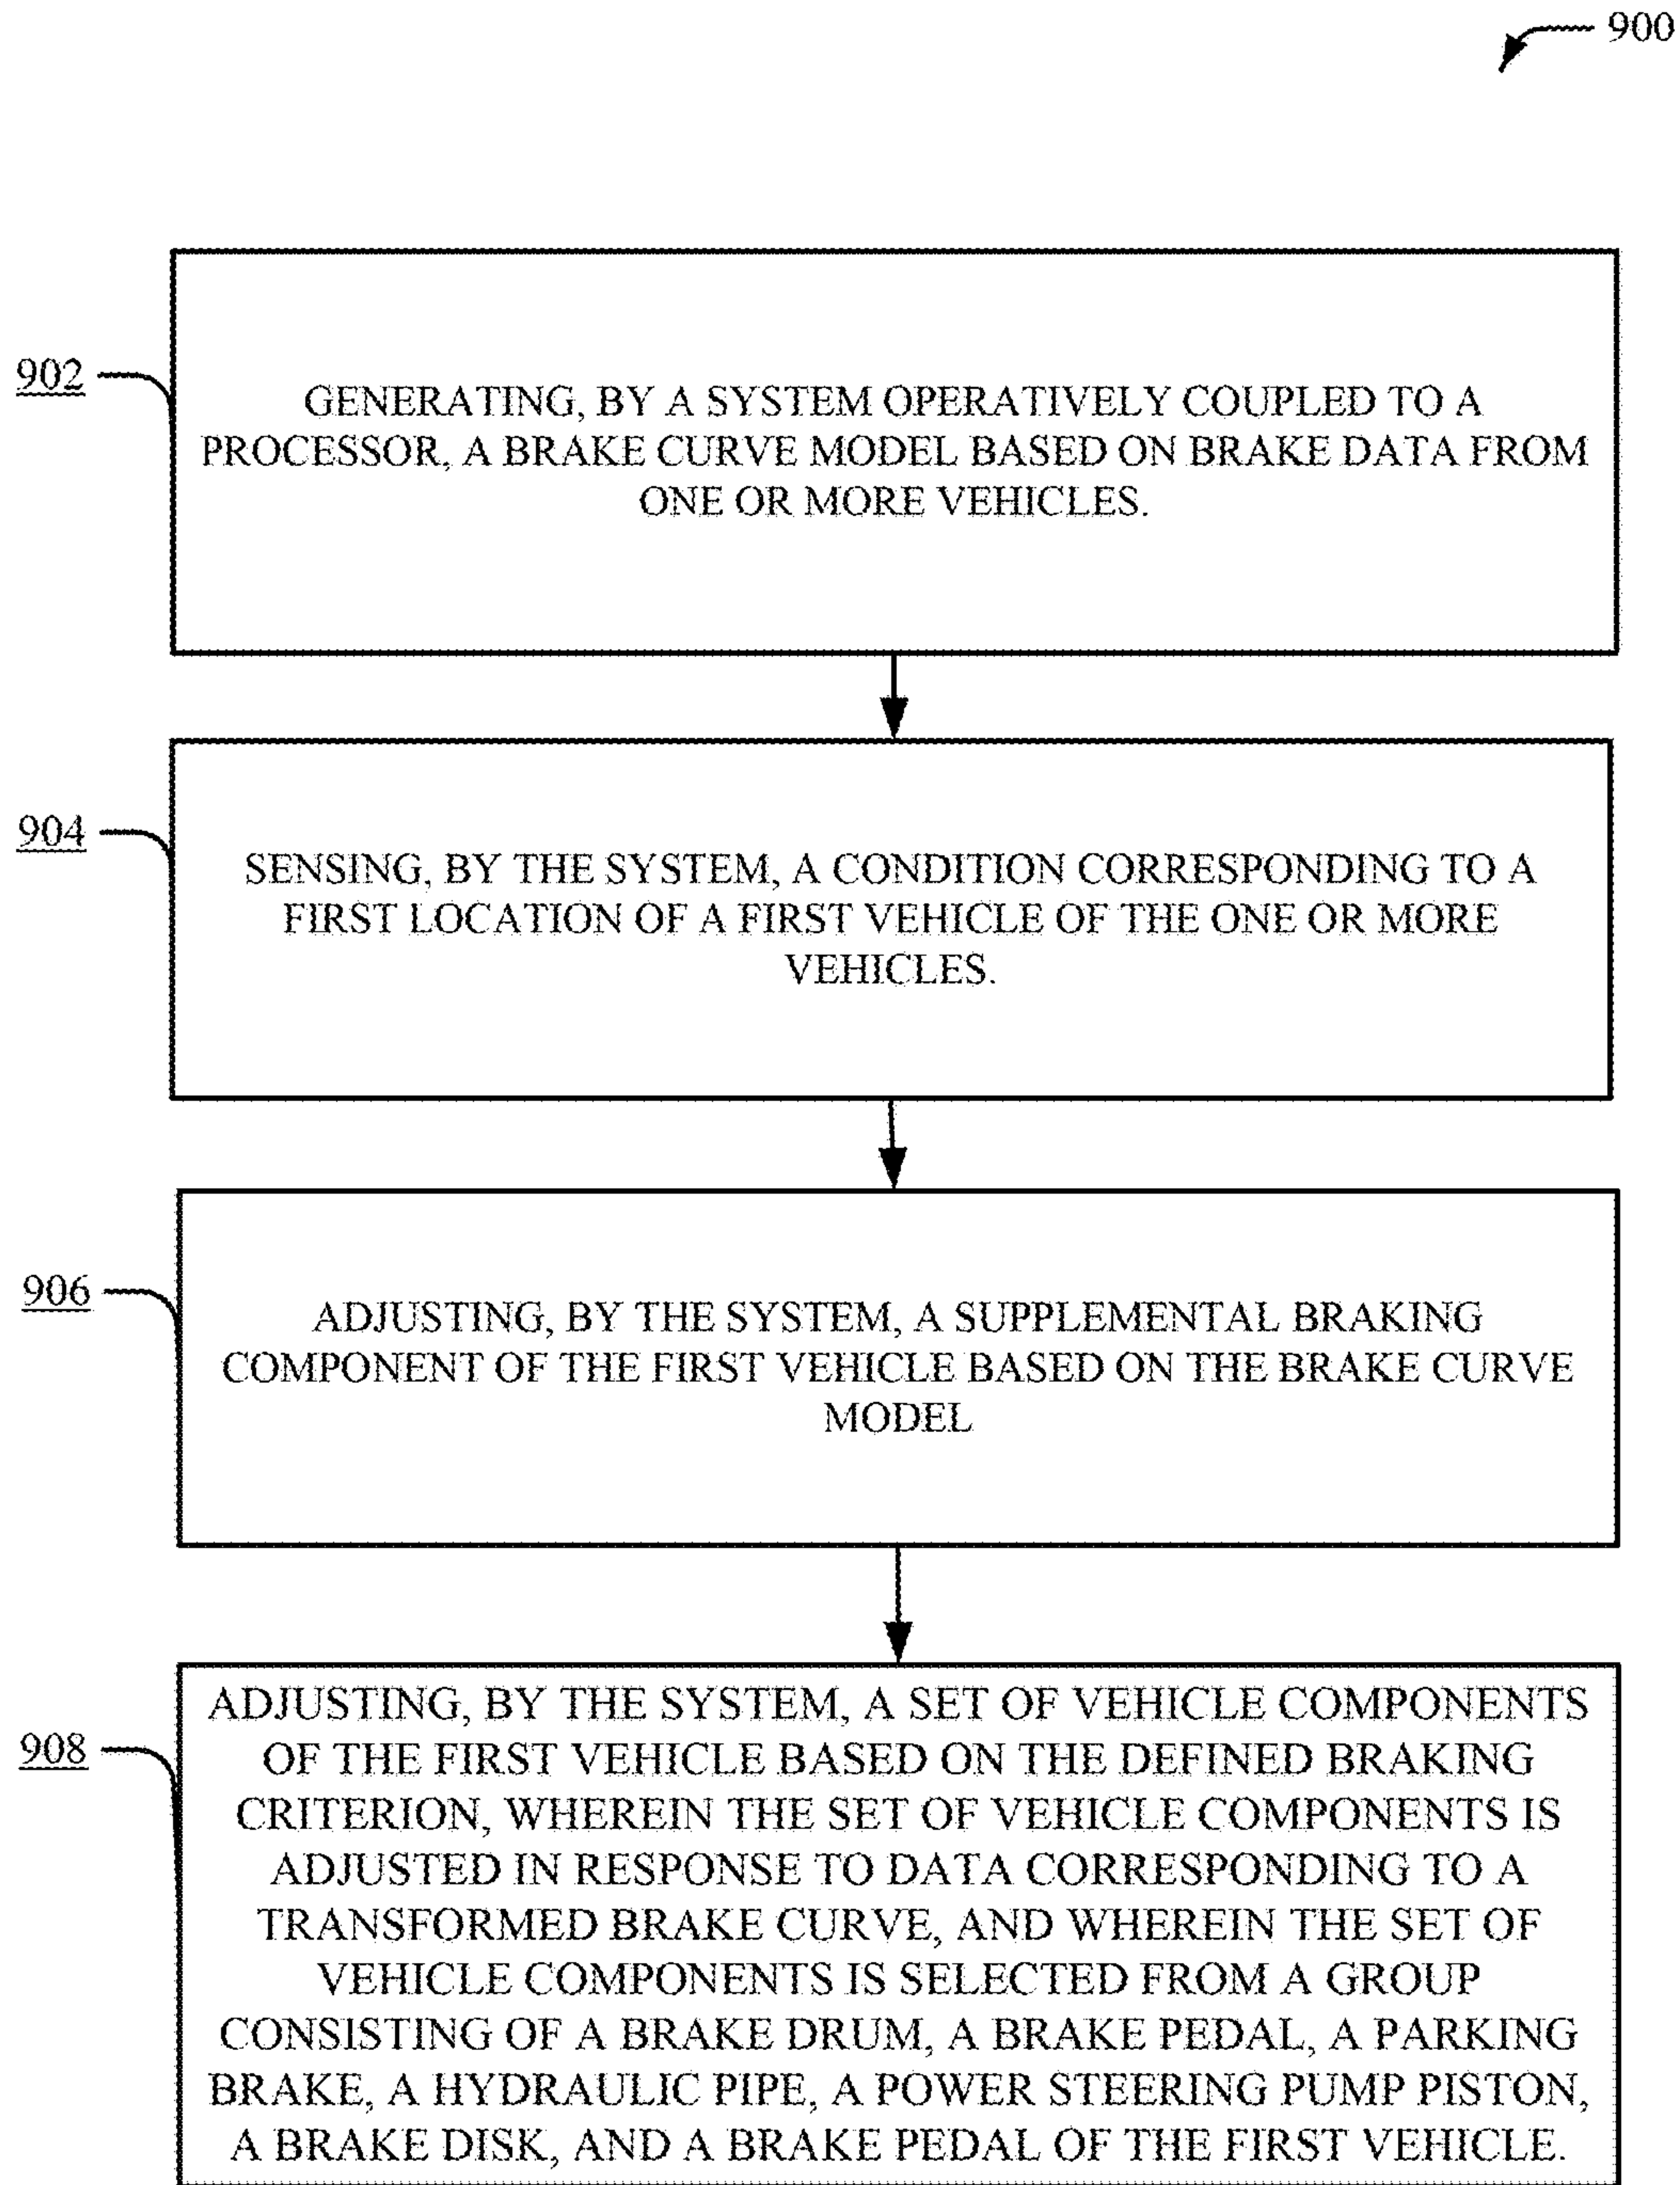 900
902
GENERATING, BY A SYSTEM OPERATIVELY COUPLED TO A
PROCESSOR, A BRAKE CURVE MODEL BASED ON BRAKE DATA FROM
ONE OR MORE VEHICLES.
904
SENSING, BY THE SYSTEM, A CONDITION CORRESPONDING TO A
FIRST LOCATION OF A FIRST VEHICLE OF THE ONE OR MORE
VEHICLES.
906
ADJUSTING, BY THE SYSTEM, A SUPPLEMENTAL BRAKING
COMPONENT OF THE FIRST VEHICLE BASED ON THE BRAKE CURVE
MODEL
908
ADJUSTING, BY THE SYSTEM, A SET OF VEHICLE COMPONENTS
OF THE FIRST VEHICLE BASED ON THE DEFINED BRAKING
CRITERION, WHEREIN THE SET OF VEHICLE COMPONENTS IS
ADJUSTED IN RESPONSE TO DATA CORRESPONDING TO A
TRANSFORMED BRAKE CURVE, AND WHEREIN THE SET OF
VEHICLE COMPONENTS IS SELECTED FROM A GROUP
CONSISTING OF A BRAKE DRUM, A BRAKE PEDAL, A PARKING
BRAKE, A HYDRAULIC PIPE, A POWER STEERING PUMP PISTON,
A BRAKE DISK, AND A BRAKE PEDAL OF THE FIRST VEHICLE.